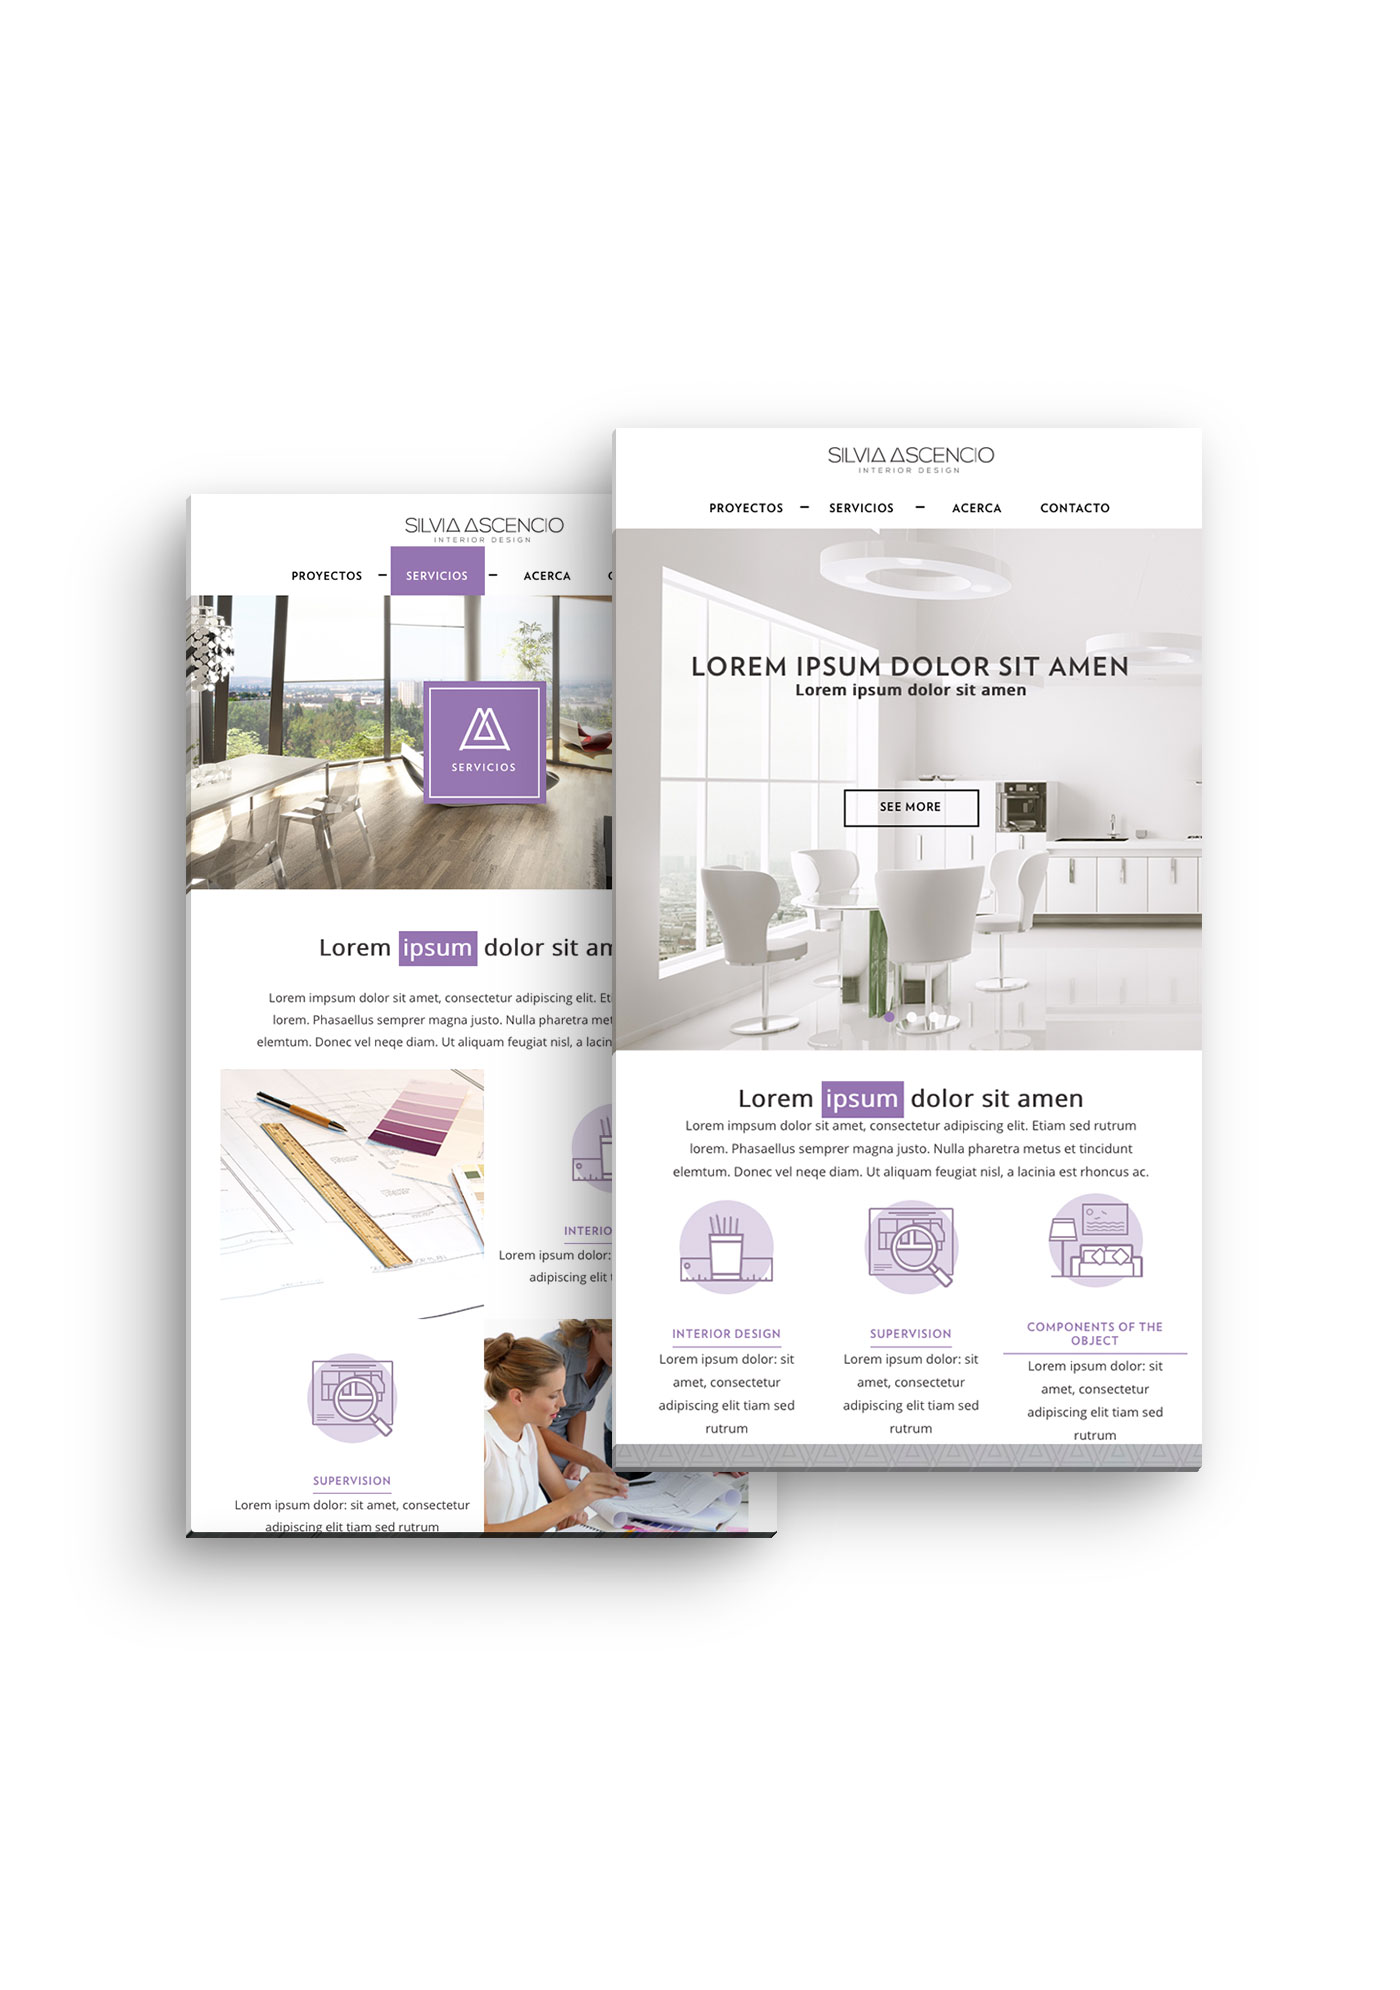 SILVIA ASCENCIO
INTERIOR DESIGN
PROYECTOS – SERVICIOS – ACERCA
SERVICIOS
Lorem ipsum dolor sit
Lorem impsum dolor sit amet, consectetur adipiscing elit.
lorem. Phasaellus semprer magna justo. Nulla pharetra
elemtum. Donec vel neqe diam. Ut aliquam feugiat nisl, a
Lorem ipsum dolor:
adipiscing elit
SUPERVISION
Lorem ipsum dolor: sit amet, consectetur
adipiscing elit tiam sed rutrum
SILVIA ASCENCIO
INTERIOR DESIGN
PROYECTOS – SERVICIOS – ACERCA CONTACTO
LOREM IPSUM DOLOR SIT AMEN
Lorem ipsum dolor sit amen
SEE MORE
Lorem ipsum dolor sit amen
Lorem impsum dolor sit amet, consectetur adipiscing elit. Etiam sed rutrum
lorem. Phasaellus semprer magna justo. Nulla pharetra metus et tincidunt
elemtum. Donec vel neqe diam. Ut aliquam feugiat nisl, a lacinia est rhoncus ac.
INTERIOR DESIGN
Lorem ipsum dolor: sit
amet, consectetur
adipiscing elit tiam sed
rutrum
SUPERVISION
Lorem ipsum dolor: sit
amet, consectetur
adipiscing elit tiam sed
rutrum
COMPONENTS OF THE
OBJECT
Lorem ipsum dolor: sit
amet, consectetur
adipiscing elit tiam sed
rutrum